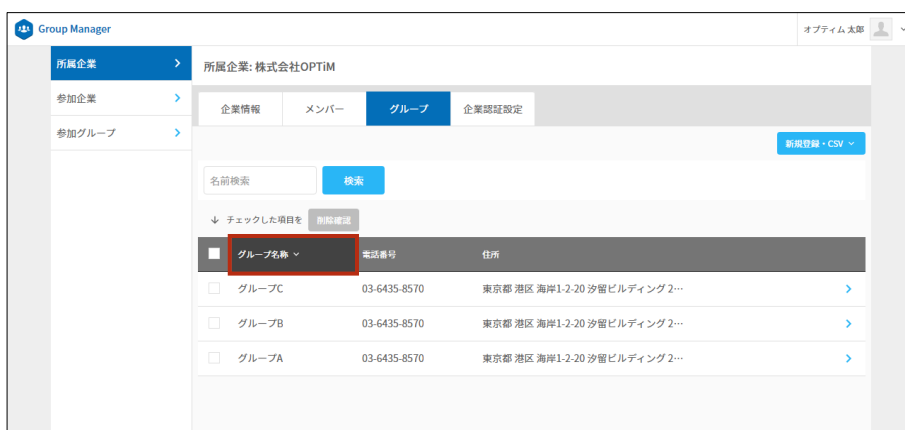 Group Manager
オプティム 太郎
所属企業
参加企業
参加グループ
所属企業: 株式会社OPTiM
企業情報 メンバー グループ 企業認証設定
新規登録・CSV
名前検索 検索
チェックした項目を 削除確認
グループ名称 電話番号 住所
グループC 03-6435-8570 東京都 港区 海岸1-2-20 汐留ビルディング 2…
グループB 03-6435-8570 東京都 港区 海岸1-2-20 汐留ビルディング 2…
グループA 03-6435-8570 東京都 港区 海岸1-2-20 汐留ビルディング 2…